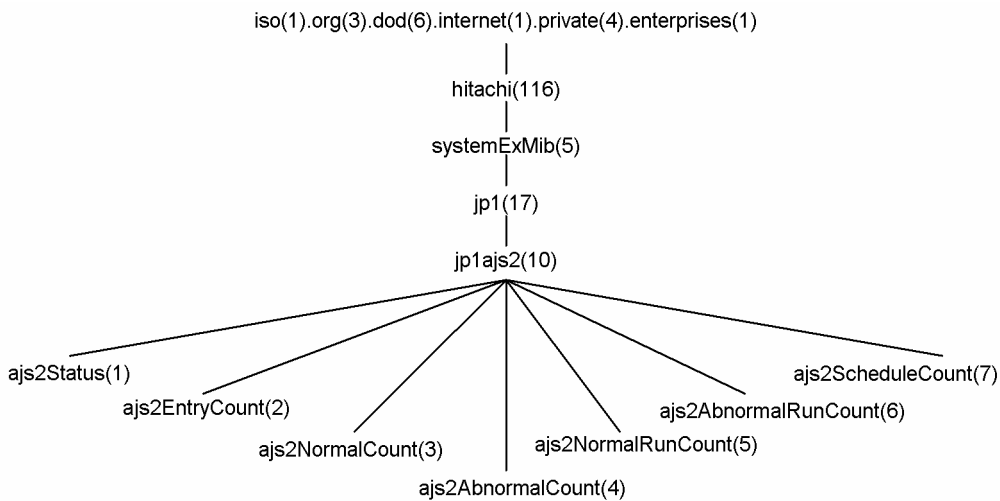 iso(1).org(3).dod(6).internet(1).private(4).enterprises(1)
hitachi(116)
systemExMib(5)
jp1(17)
jp1ajs2(10)
ajs2Status(1)
ajs2EntryCount(2)
ajs2NormalCount(3)
ajs2AbnormalCount(4)
ajs2NormalRunCount(5)
ajs2AbnormalRunCount(6)
ajs2ScheduleCount(7)